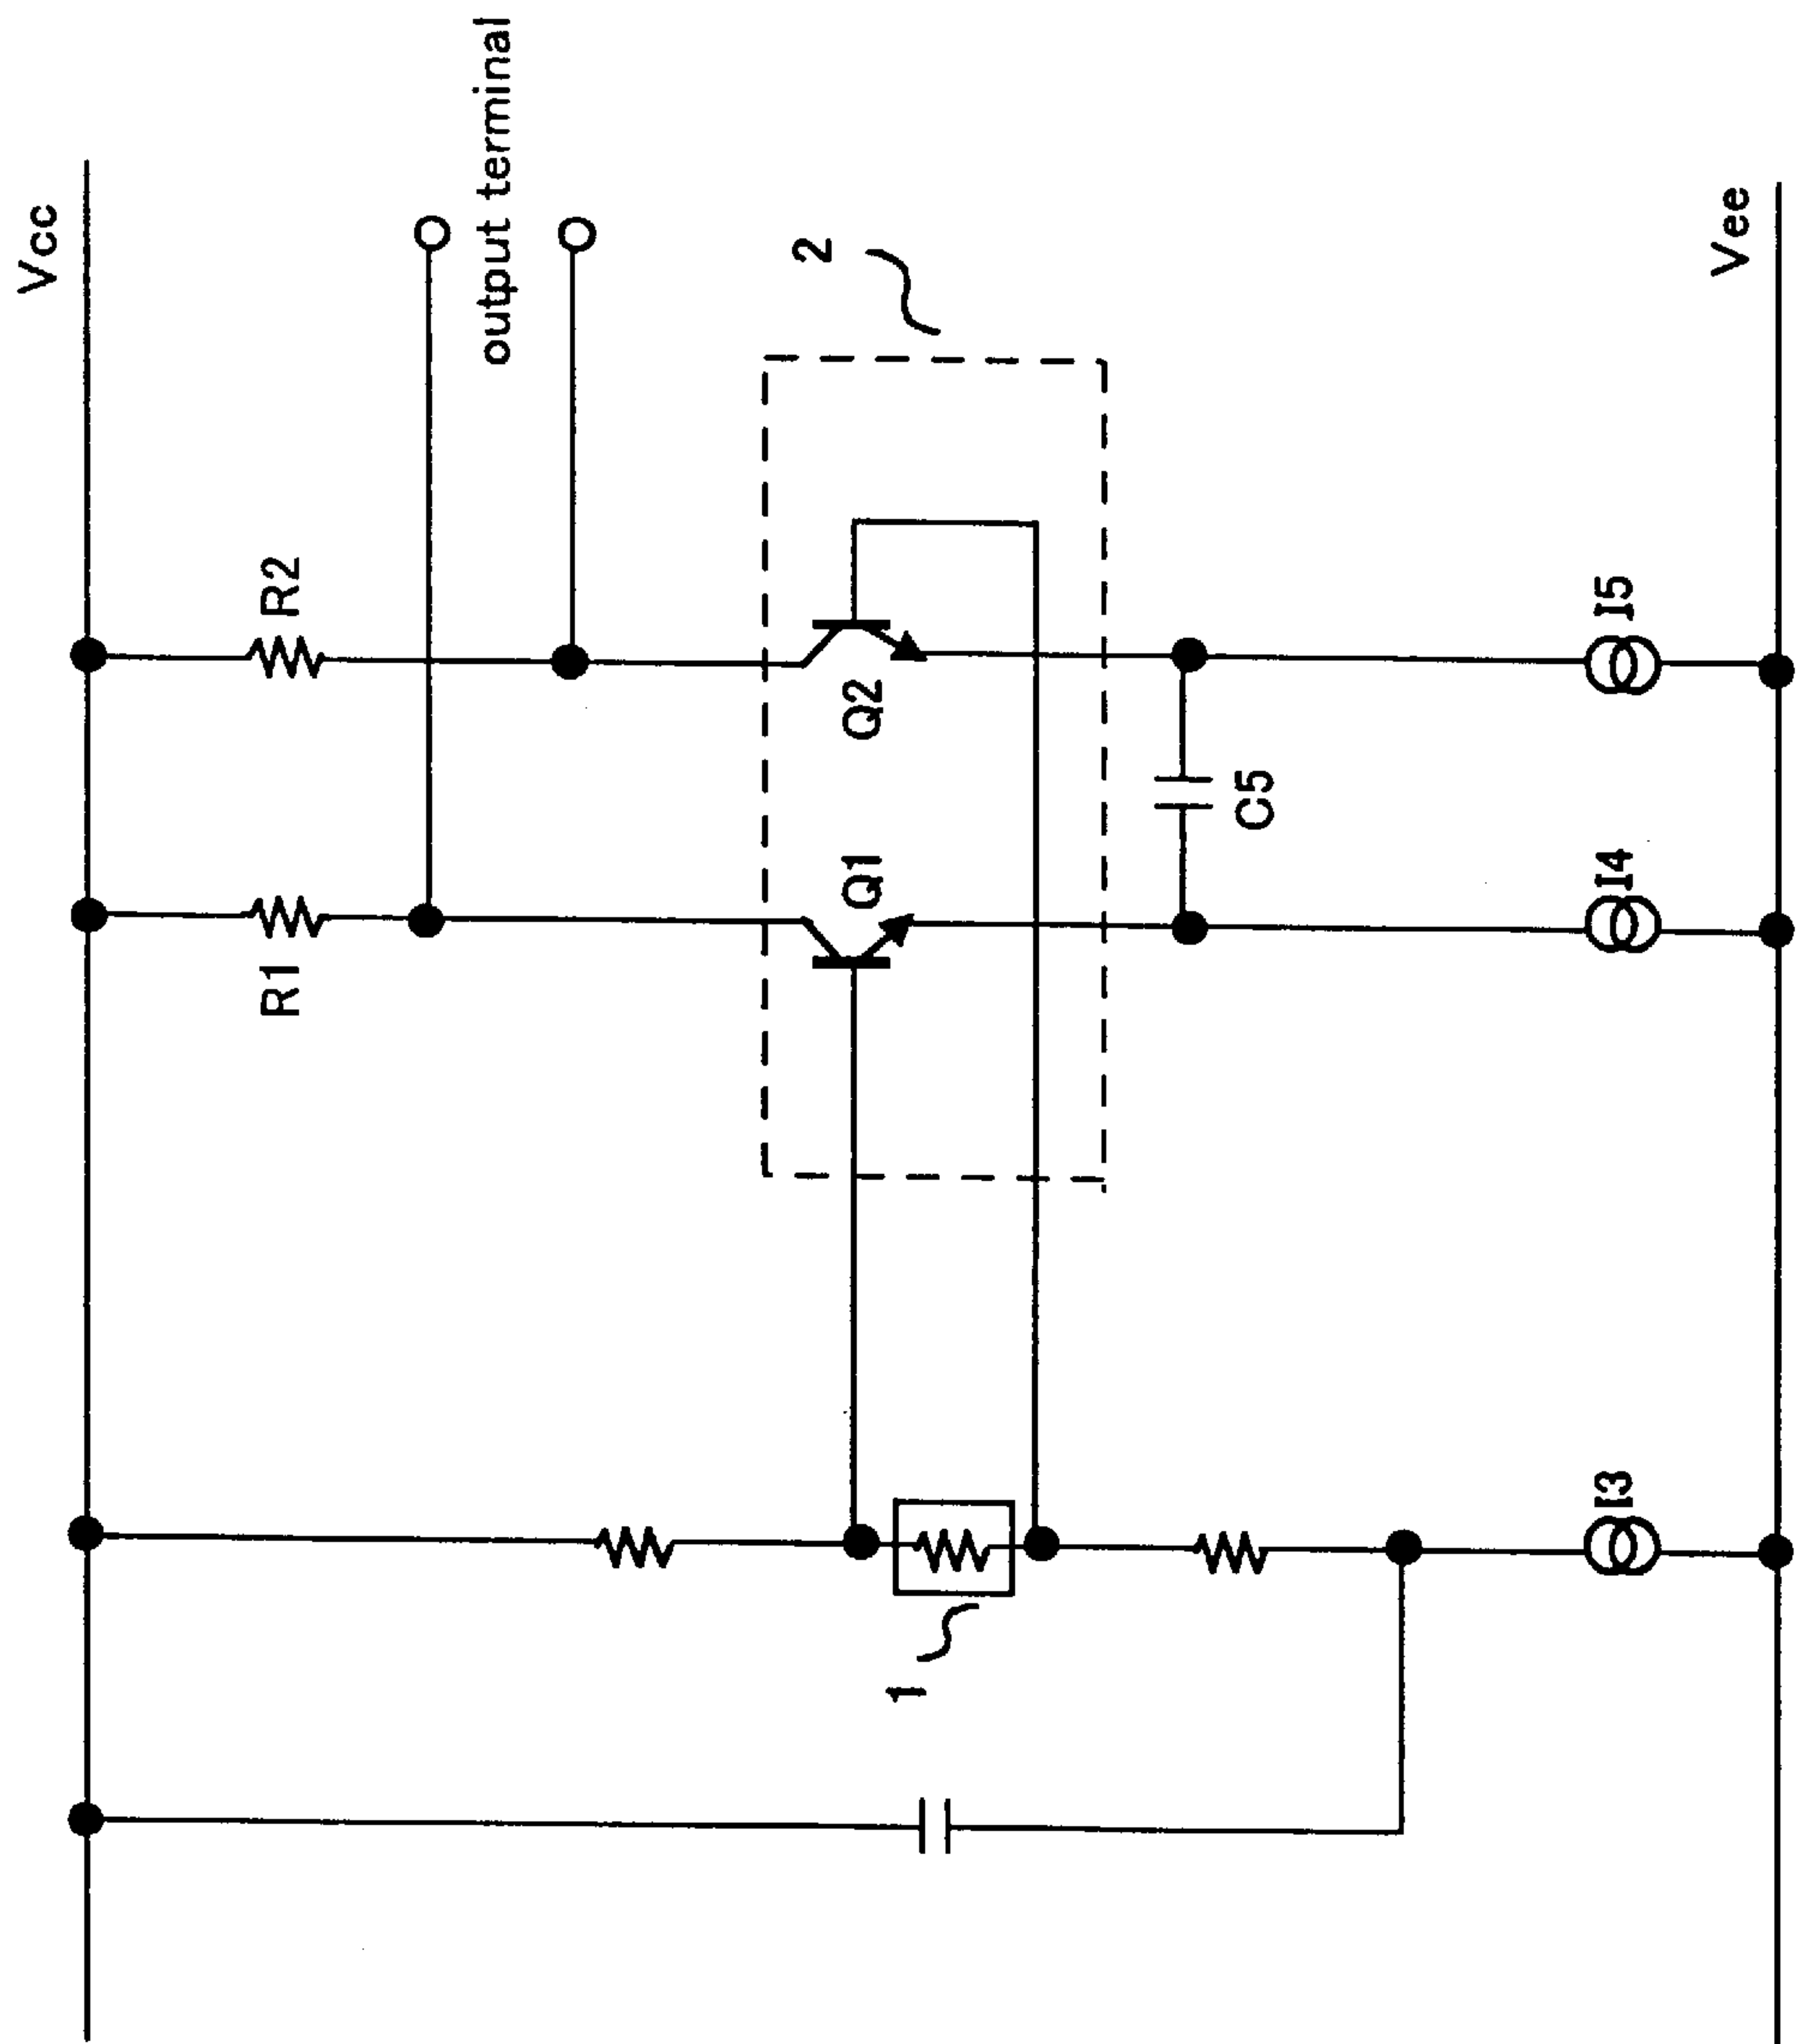 Vcc
output terminal
R1
R2
2
Q1
Q2
1
C5
I3
I4
I5
Vee